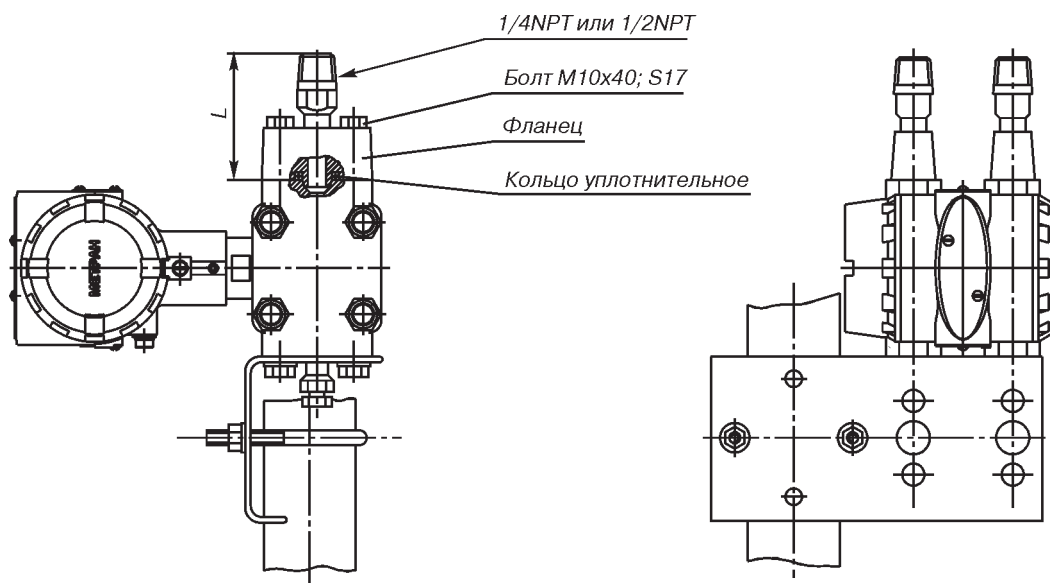 1/4NPT или 1/2NPT
Болт М10х40; S17
Фланец
Кольцо уплотнительное
L
МЕТРАН